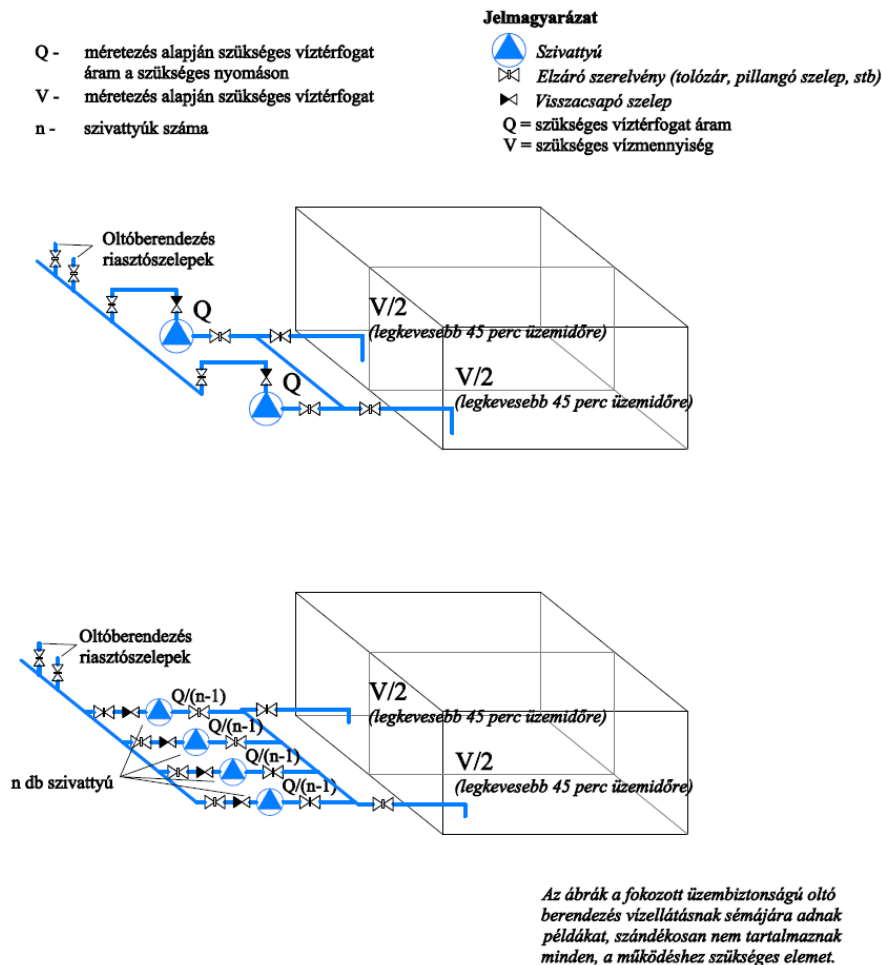 Q - méretezés alapján szükséges víztérfogat
áram a szükséges nyomáson
V - méretezés alapján szükséges víztérfogat
n - szivattyúk száma
Jelmagyarázat
Szivattyú
Elzáró szerelvény (tolózár, pillangó szelep, stb)
Visszacsapó szelep
Q = szükséges víztérfogat áram
V = szükséges vízmennyiség
Oltóberendezés
riasztószelepek
Q
V/2
(legkevesebb 45 perc üzemidőre)
Q
V/2
(legkevesebb 45 perc üzemidőre)
Oltóberendezés
riasztószelepek
Q/(n-1)
V/2
(legkevesebb 45 perc üzemidőre)
Q/(n-1)
Q/(n-1)
V/2
(legkevesebb 45 perc üzemidőre)
Q/(n-1)
n db szivattyú
Az ábrák a fokozott üzembiztonságú oltó
berendezés vízellátásnak sémájára adnak
példákat, szándékosan nem tartalmaznak
minden, a működéshez szükséges elemet.